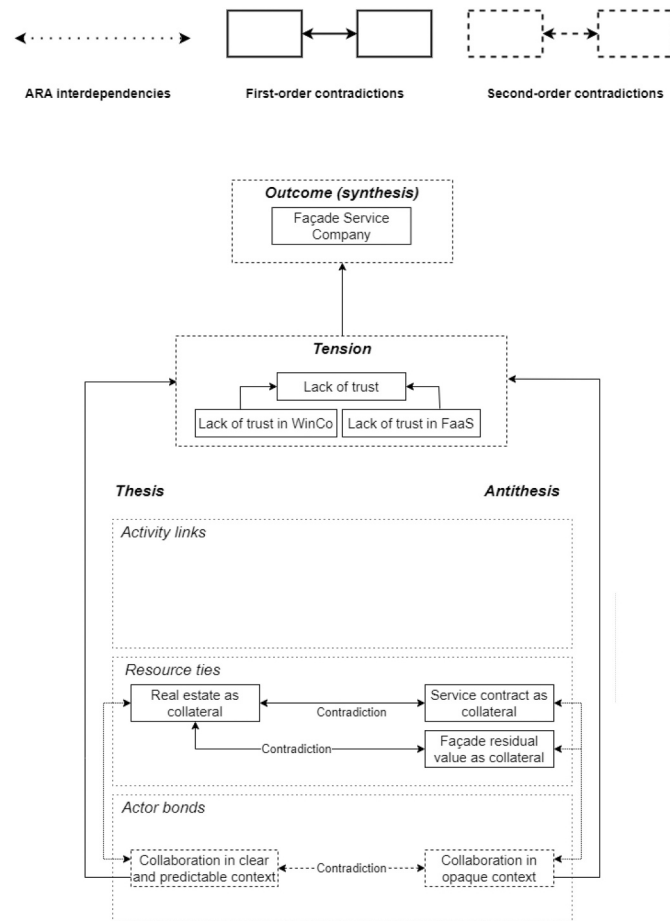 ARA interdependencies
First-order contradictions
Second-order contradictions
Outcome (synthesis)
Façade Service
Company
Tension
Lack of trust
Lack of trust in WinCo
Lack of trust in FaaS
Thesis
Antithesis
Activity links
Resource ties
Real estate as
collateral
Contradiction
Service contract as
collateral
Contradiction
Façade residual
value as collateral
Actor bonds
Collaboration in clear
and predictable context
Contradiction
Collaboration in
opaque context